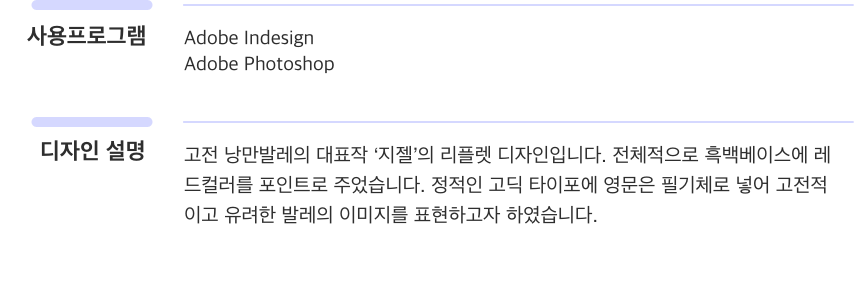 사용프로그램
Adobe Indesign
Adobe Photoshop
디자인 설명
고전 낭만발레의 대표작 ‘지젤’의 리플렛 디자인입니다. 전체적으로 흑백베이스에 레
드컬러를 포인트로 주었습니다. 정적인 고딕 타이포에 영문은 필기체로 넣어 고전적
이고 유려한 발레의 이미지를 표현하고자 하였습니다.